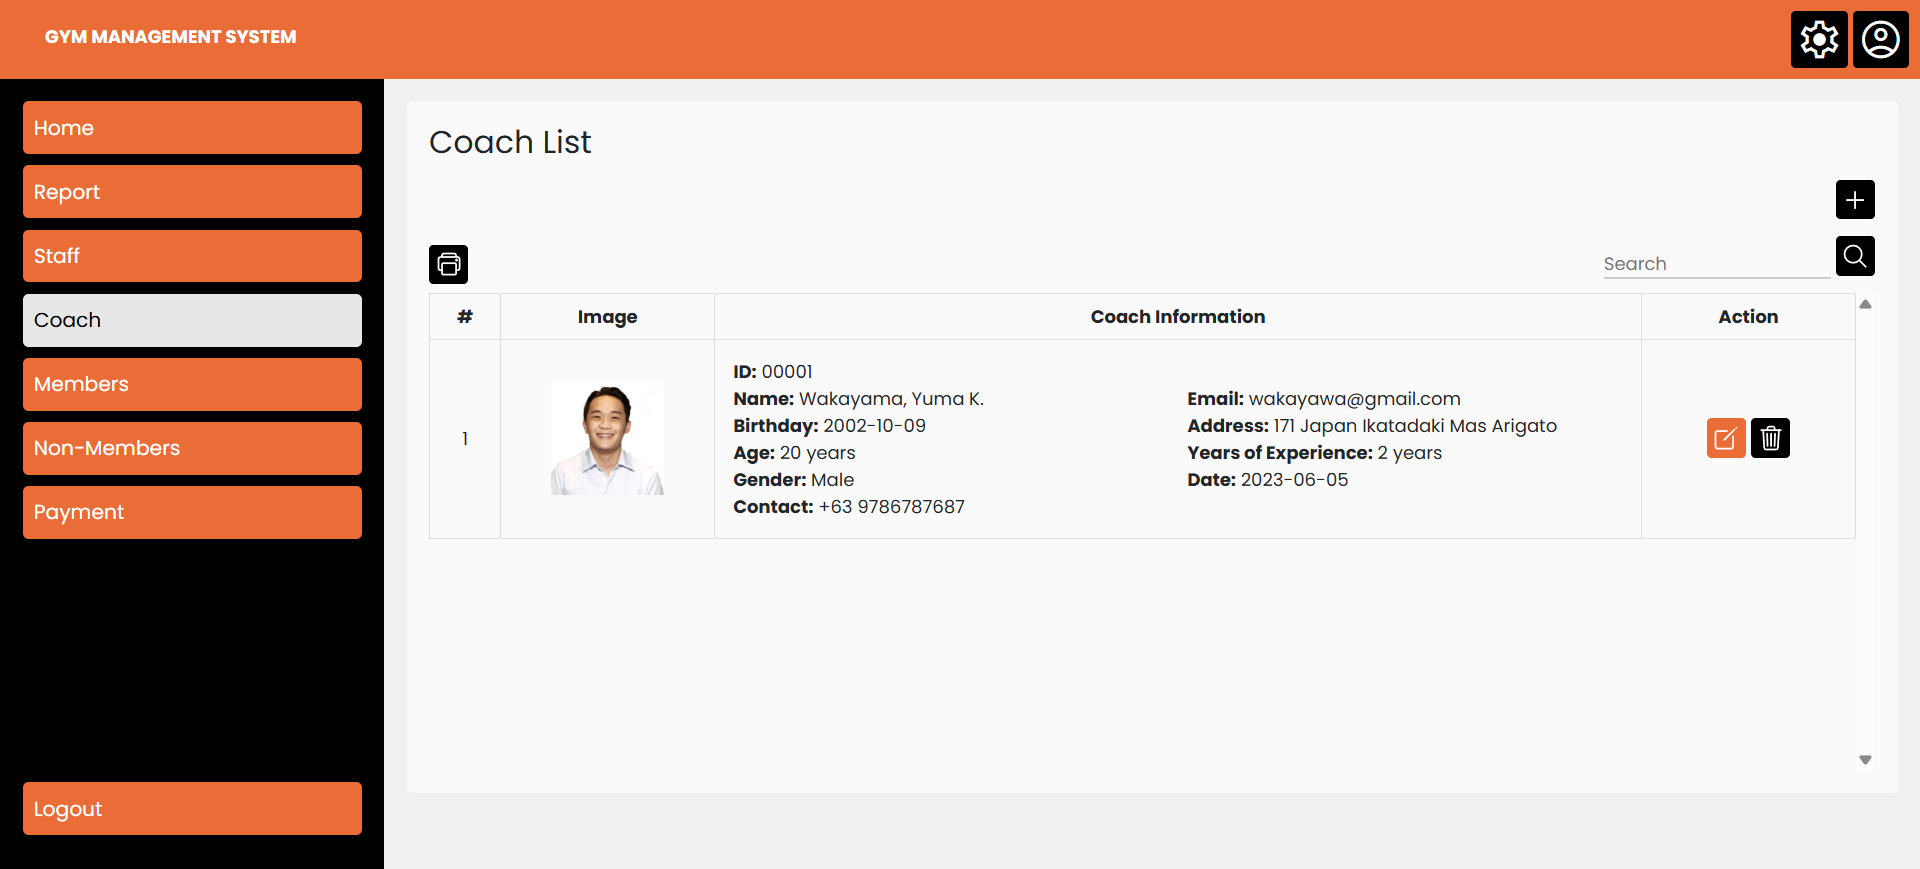 GYM MANAGEMENT SYSTEM
Home
Report
Staff
Coach
Members
Non-Members
Payment
Logout
Coach List
Search
# Image Coach Information Action
1
ID: 00001
Name: Wakayama, Yuma K.
Birthday: 2002-10-09
Age: 20 years
Gender: Male
Contact: +63 9786787687
Email: wakayawa@gmail.com
Address: 171 Japan Ikatadaki Mas Arigato
Years of Experience: 2 years
Date: 2023-06-05